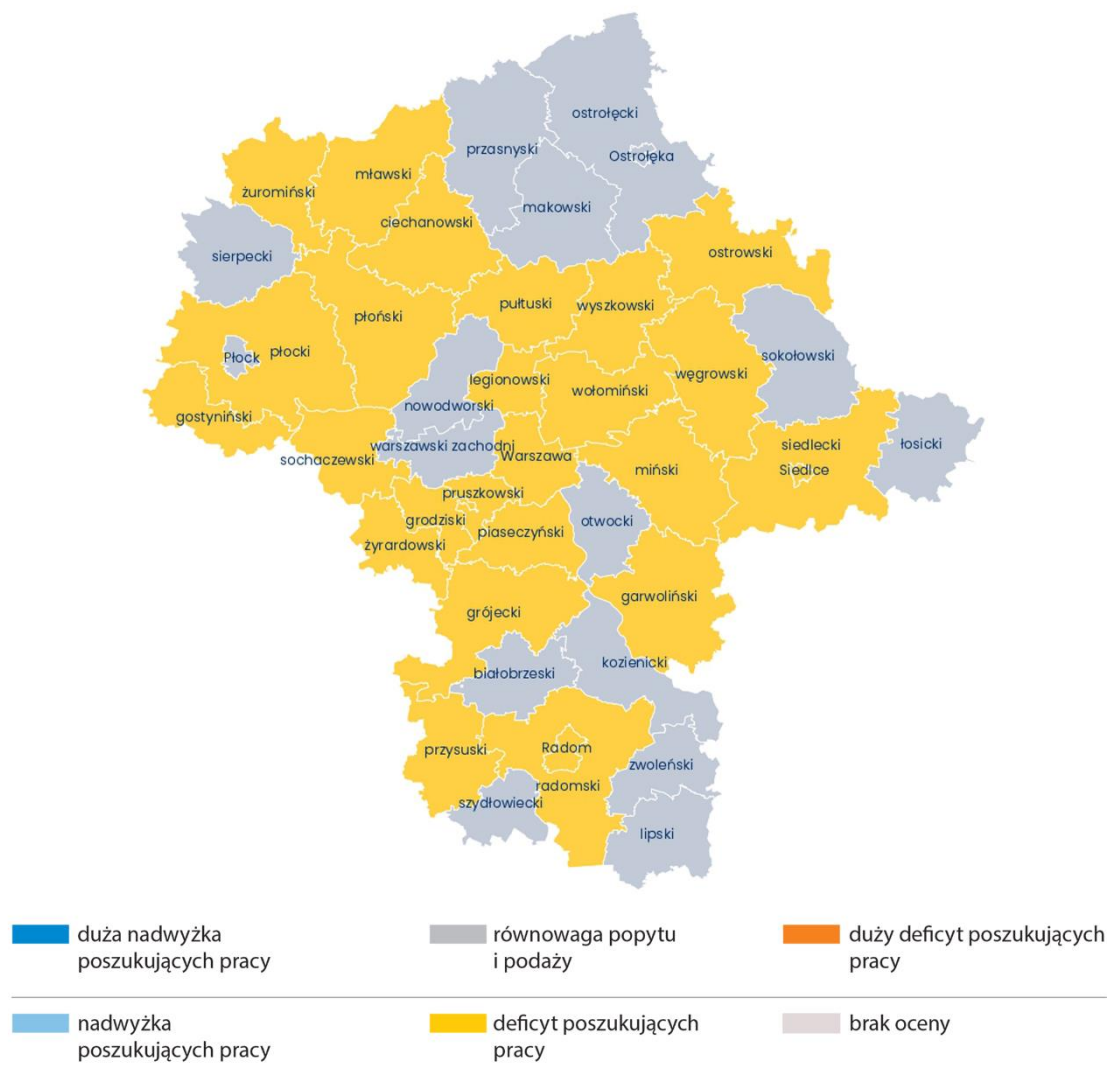 ostrołęcki
przasnyski
Ostrołęka
mławski
żuromiński
makowski
ciechanowski
sierpecki
ostrowski
pułtuski
wyszkowski
płoński
płocki
Płock
sokołowski
węgrowski
legionowski
wołomiński
nowodworski
gostyniński
warszawski zachodni
siedlecki
łosicki
Warszawa
sochaczewski
miński
Siedlce
pruszkowski
grodziski
otwocki
piaseczyński
żyrardowski
garwoliński
grójecki
kozienicki
białobrzeski
przysuski
Radom
zwoleński
radomski
szydłowiecki
lipski
duża nadwyżka
poszukujących pracy
równowaga popytu
i podaży
duży deficyt poszukujących
pracy
nadwyżka
poszukujących pracy
deficyt poszukujących
pracy
brak oceny